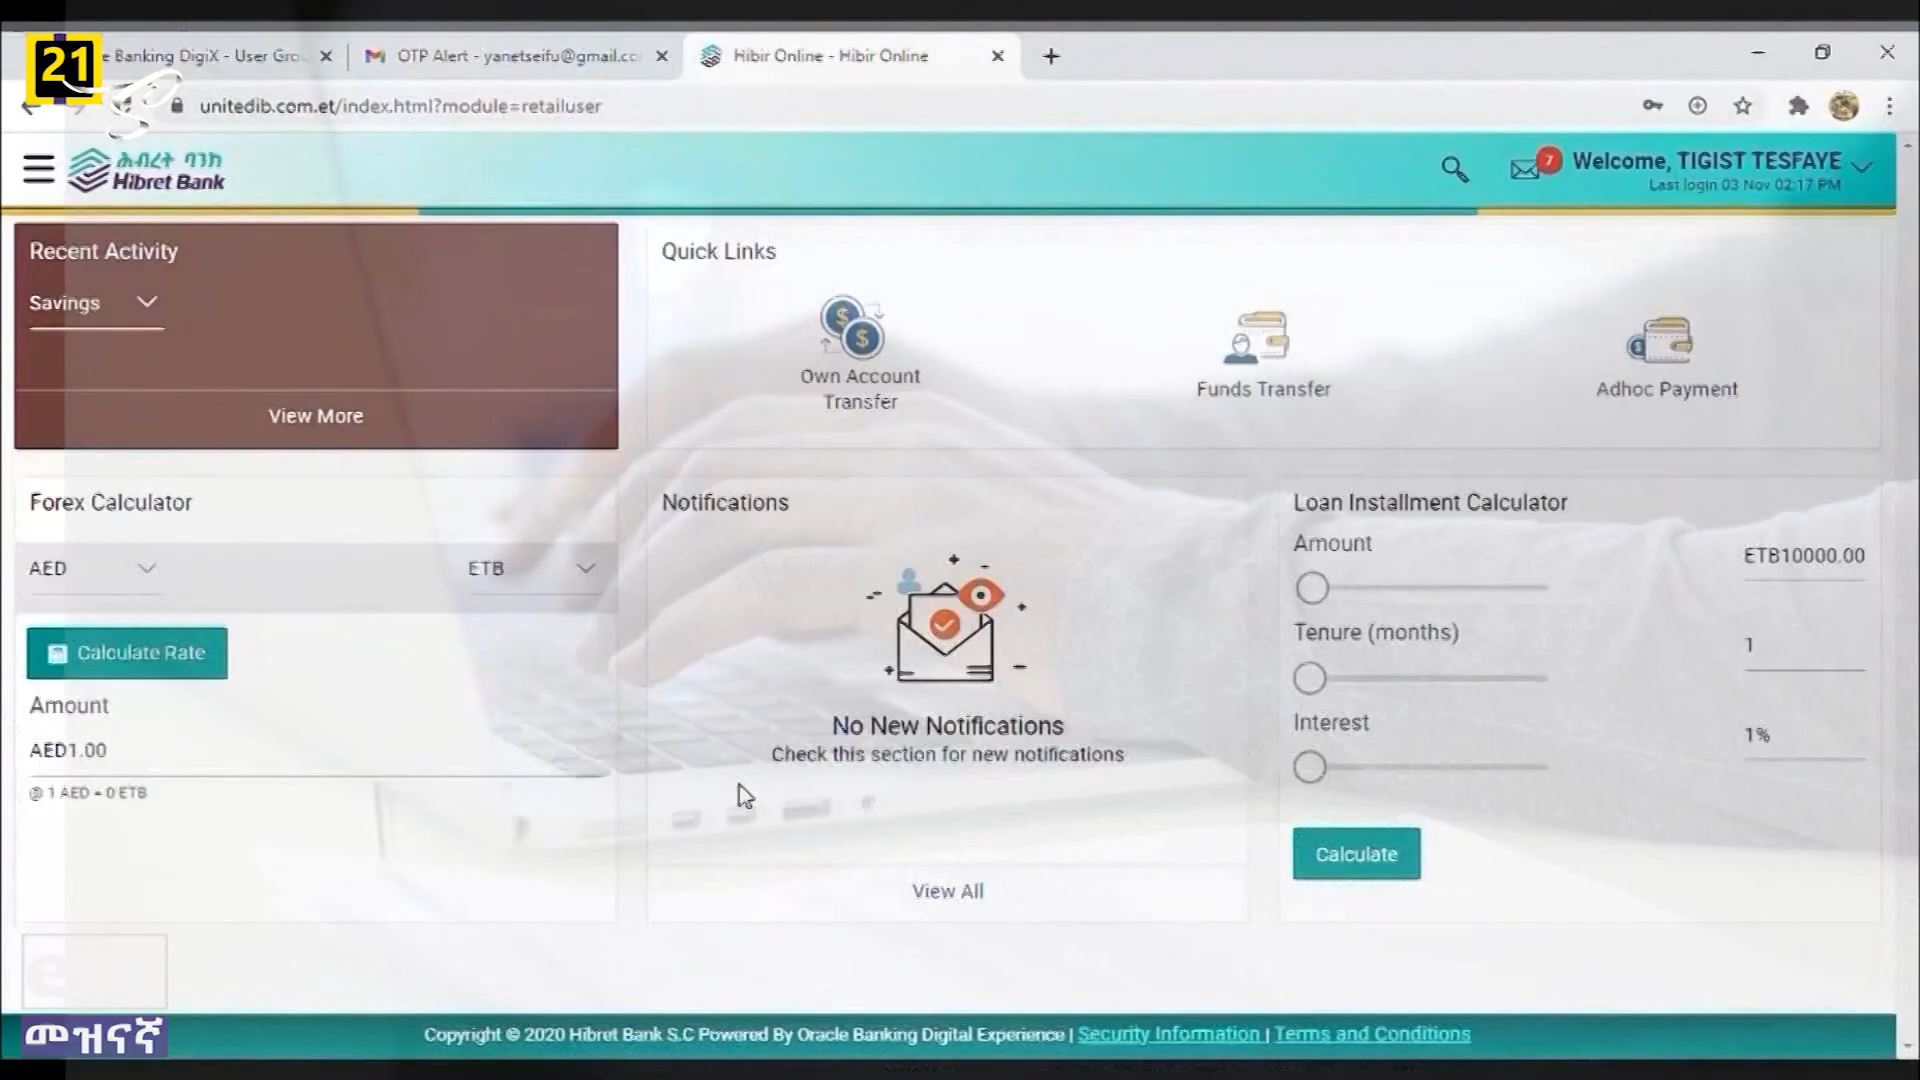 21
e Banking DigiX - User Gro
OTP Alert - yanetseifu@gmail.co
Hibir Online - Hibir Online
unitedib.com.et/index.html?module=retailuser
ሕብረት ባንክ
Hibret Bank
7
Welcome, TIGIST TESFAYE
Last login 03 Nov 02:17 PM
Recent Activity
Savings
View More
Quick Links
Own Account
Transfer
Funds Transfer
Adhoc Payment
Forex Calculator
AED
ETB
Calculate Rate
Amount
AED1.00
@ 1 AED = 0 ETB
Notifications
No New Notifications
Check this section for new notifications
View All
Loan Installment Calculator
Amount
ETB10000.00
Tenure (months)
1
Interest
1%
Calculate
መዝናኛ
Copyright © 2020 Hibret Bank S.C Powered By Oracle Banking Digital Experience | Security Information | Terms and Conditions